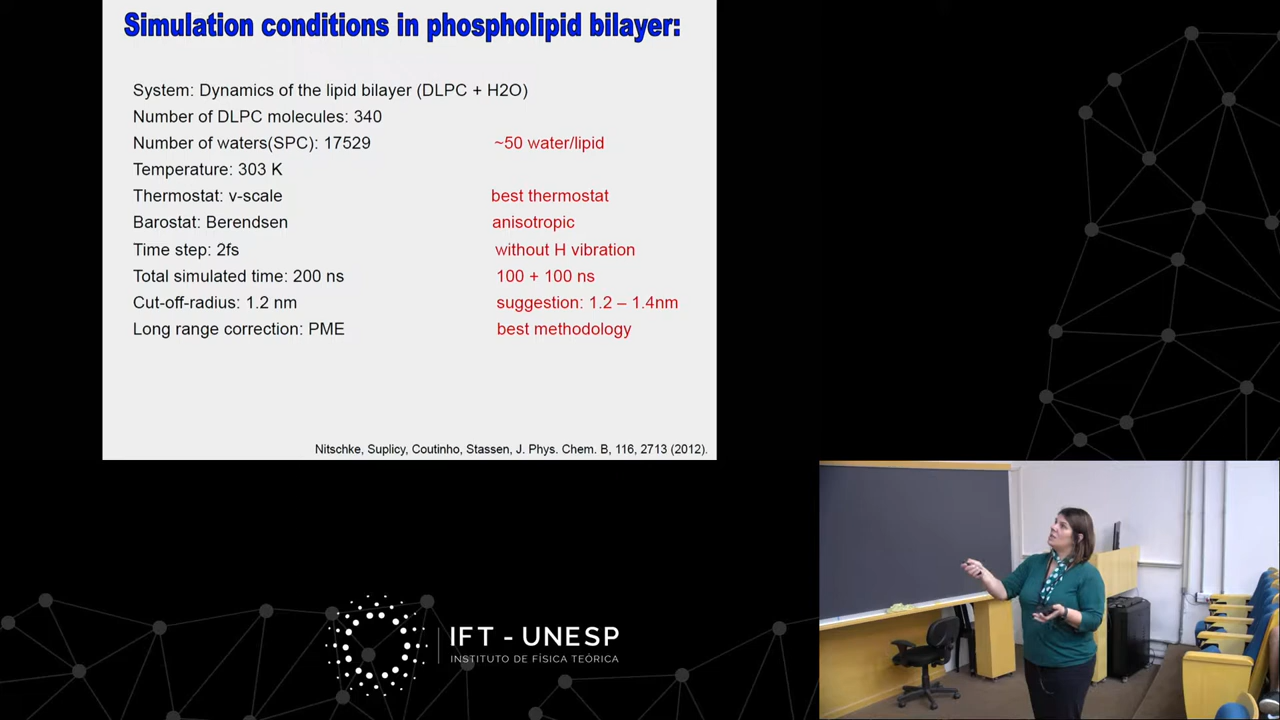 Simulation conditions in phospholipid bilayer:
System: Dynamics of the lipid bilayer (DLPC + H2O)
Number of DLPC molecules: 340
Number of waters(SPC): 17529 ~50 water/lipid
Temperature: 303 K
Thermostat: v-scale best thermostat
Barostat: Berendsen anisotropic
Time step: 2fs without H vibration
Total simulated time: 200 ns 100 + 100 ns
Cut-off-radius: 1.2 nm suggestion: 1.2 – 1.4nm
Long range correction: PME best methodology
Nitschke, Suplicy, Coutinho, Stassen, J. Phys. Chem. B, 116, 2713 (2012).
IFT - UNESP
INSTITUTO DE FÍSICA TEÓRICA